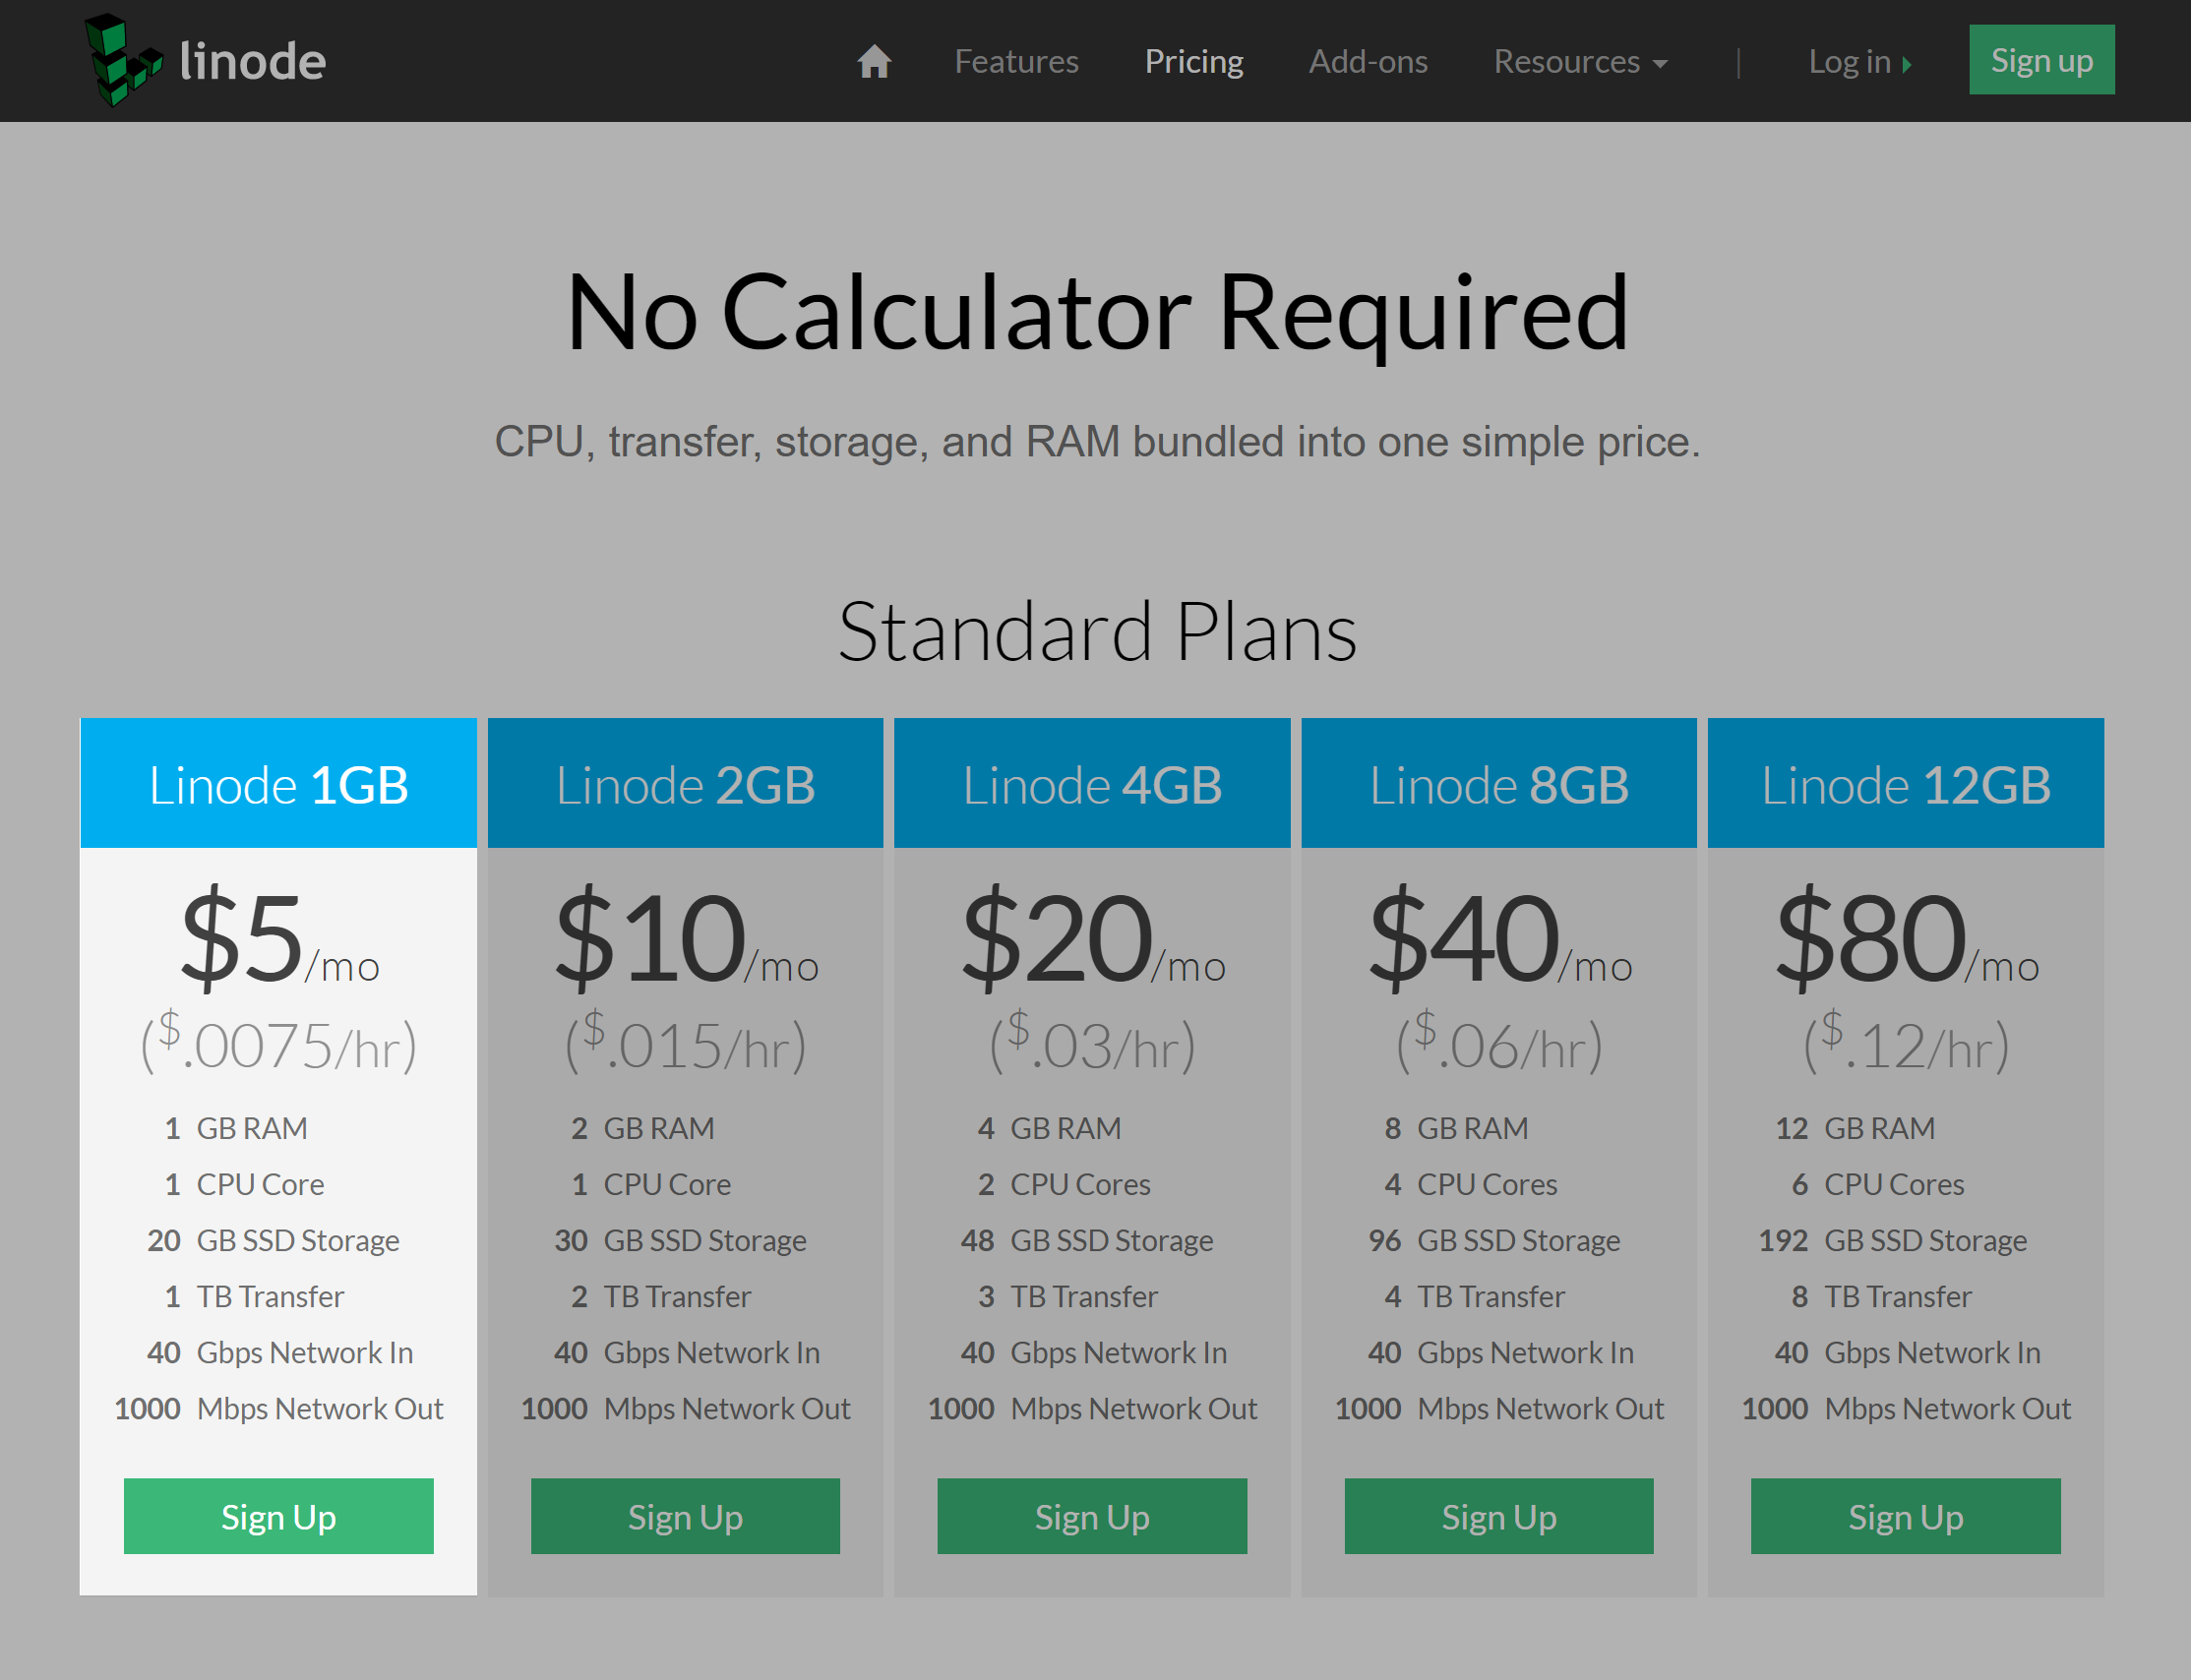 linode
Features Pricing Add-ons Resources | Log in Sign up
No Calculator Required
CPU, transfer, storage, and RAM bundled into one simple price.
Standard Plans
Linode 1GB
$5/mo
($.0075/hr)
1 GB RAM
1 CPU Core
20 GB SSD Storage
1 TB Transfer
40 Gbps Network In
1000 Mbps Network Out
Sign Up
Linode 2GB
$10/mo
($.015/hr)
2 GB RAM
1 CPU Core
30 GB SSD Storage
2 TB Transfer
40 Gbps Network In
1000 Mbps Network Out
Sign Up
Linode 4GB
$20/mo
($.03/hr)
4 GB RAM
2 CPU Cores
48 GB SSD Storage
3 TB Transfer
40 Gbps Network In
1000 Mbps Network Out
Sign Up
Linode 8GB
$40/mo
($.06/hr)
8 GB RAM
4 CPU Cores
96 GB SSD Storage
4 TB Transfer
40 Gbps Network In
1000 Mbps Network Out
Sign Up
Linode 12GB
$80/mo
($.12/hr)
12 GB RAM
6 CPU Cores
192 GB SSD Storage
8 TB Transfer
40 Gbps Network In
1000 Mbps Network Out
Sign Up